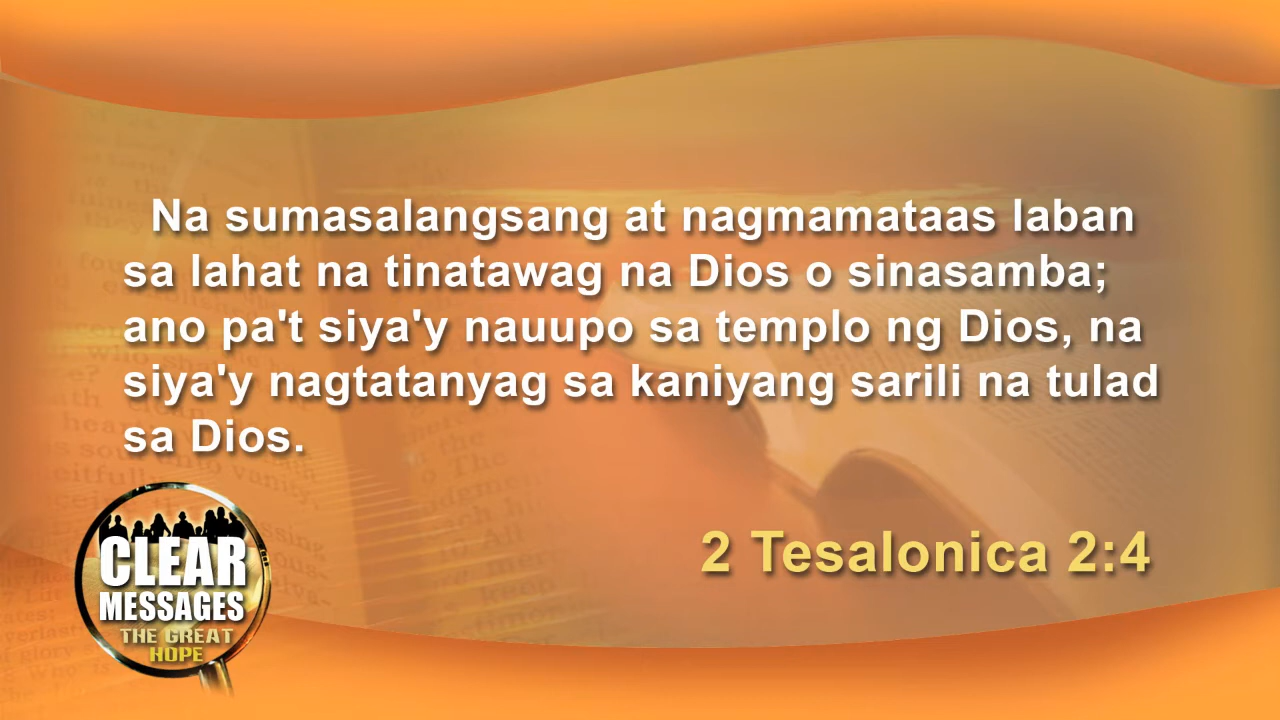 Na sumasalangsang at nagmamataas laban
sa lahat na tinatawag na Dios o sinasamba;
ano pa't siya'y nauupo sa templo ng Dios, na
siya'y nagtatanyag sa kaniyang sarili na tulad
sa Dios.
2 Tesalonica 2:4
CLEAR
MESSAGES
THE GREAT
HOPE